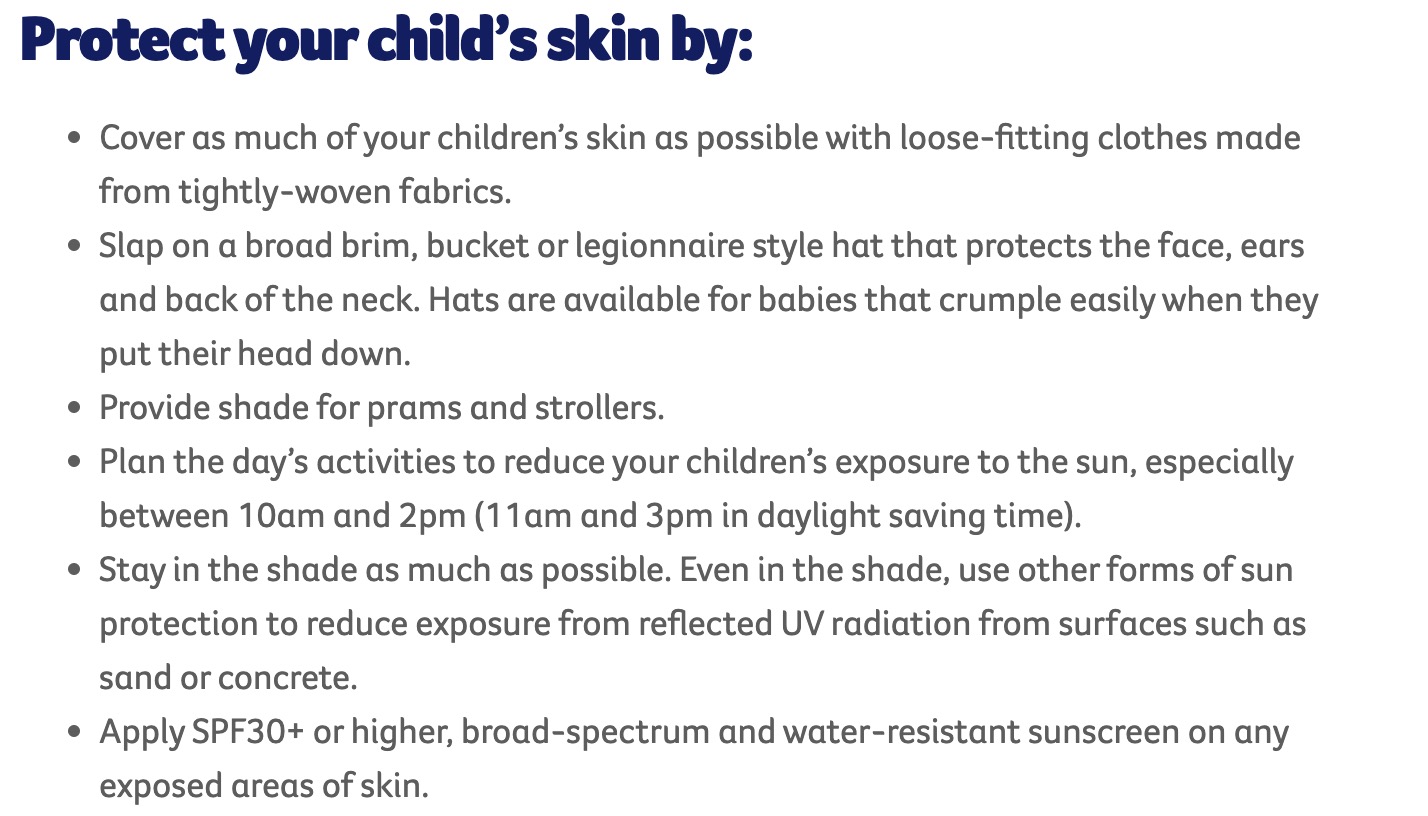 Protect your child’s skin by:
• Cover as much of your children’s skin as possible with loose-fitting clothes made
from tightly-woven fabrics.
• Slap on a broad brim, bucket or legionnaire style hat that protects the face, ears
and back of the neck. Hats are available for babies that crumple easily when they
put their head down.
• Provide shade for prams and strollers.
• Plan the day’s activities to reduce your children’s exposure to the sun, especially
between 10am and 2pm (11am and 3pm in daylight saving time).
• Stay in the shade as much as possible. Even in the shade, use other forms of sun
protection to reduce exposure from reflected UV radiation from surfaces such as
sand or concrete.
• Apply SPF30+ or higher, broad-spectrum and water-resistant sunscreen on any
exposed areas of skin.